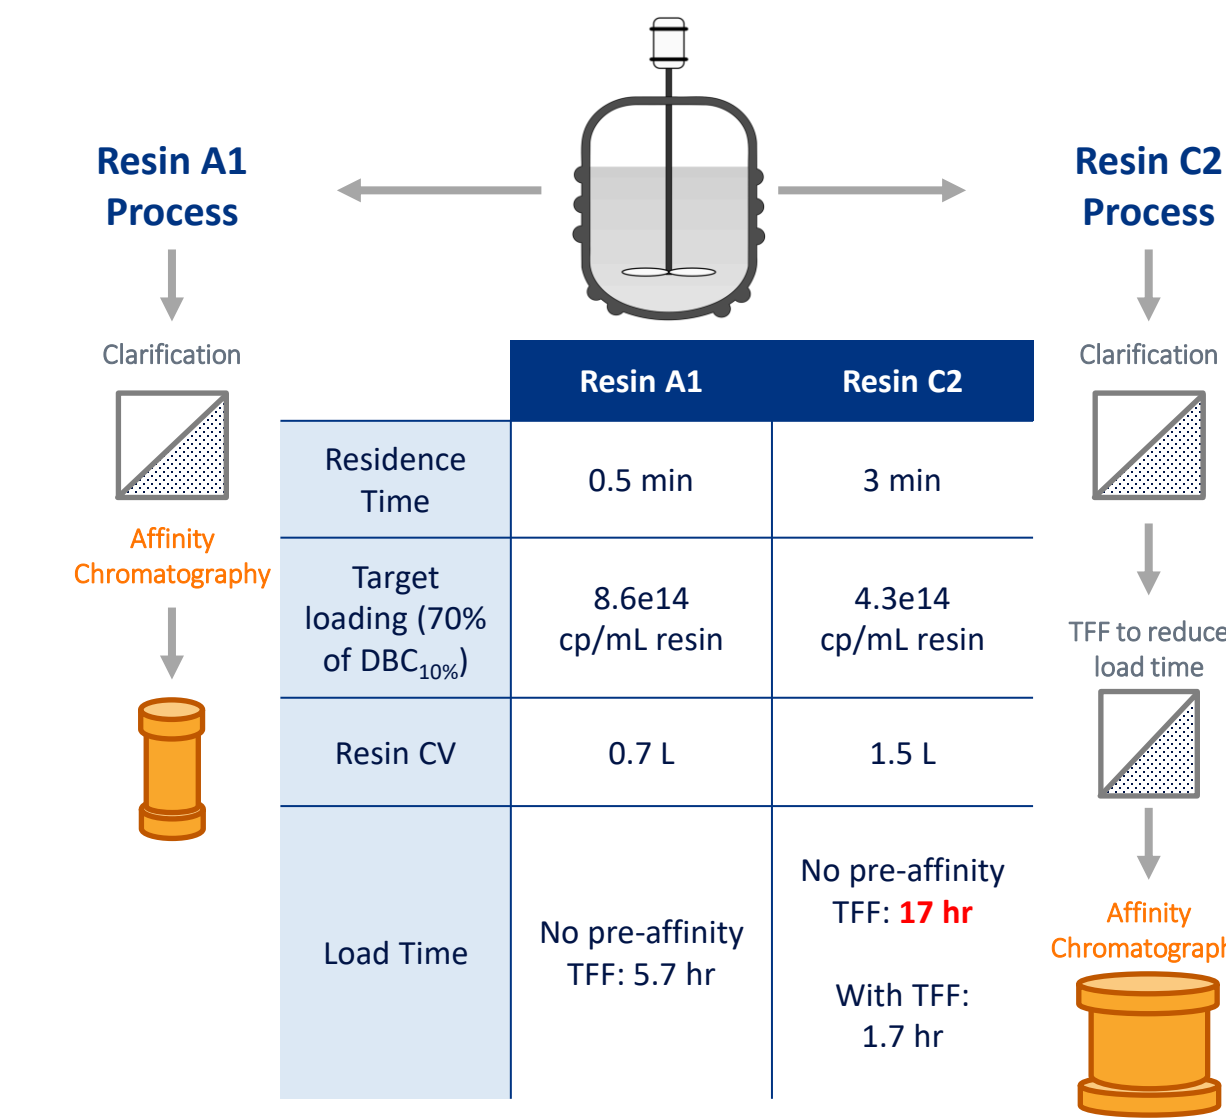 Resin A1
Process
Clarification
Affinity
Chromatography
Resin A1
Resin C2
Residence
Time
0.5 min
3 min
Target
loading (70%
of DBC10%)
8.6e14
cp/mL resin
4.3e14
cp/mL resin
Resin CV
0.7 L
1.5 L
Load Time
No pre-affinity
TFF: 5.7 hr
No pre-affinity
TFF: 17 hr
With TFF:
1.7 hr
Resin C2
Process
Clarification
TFF to reduce
load time
Affinity
Chromatograph